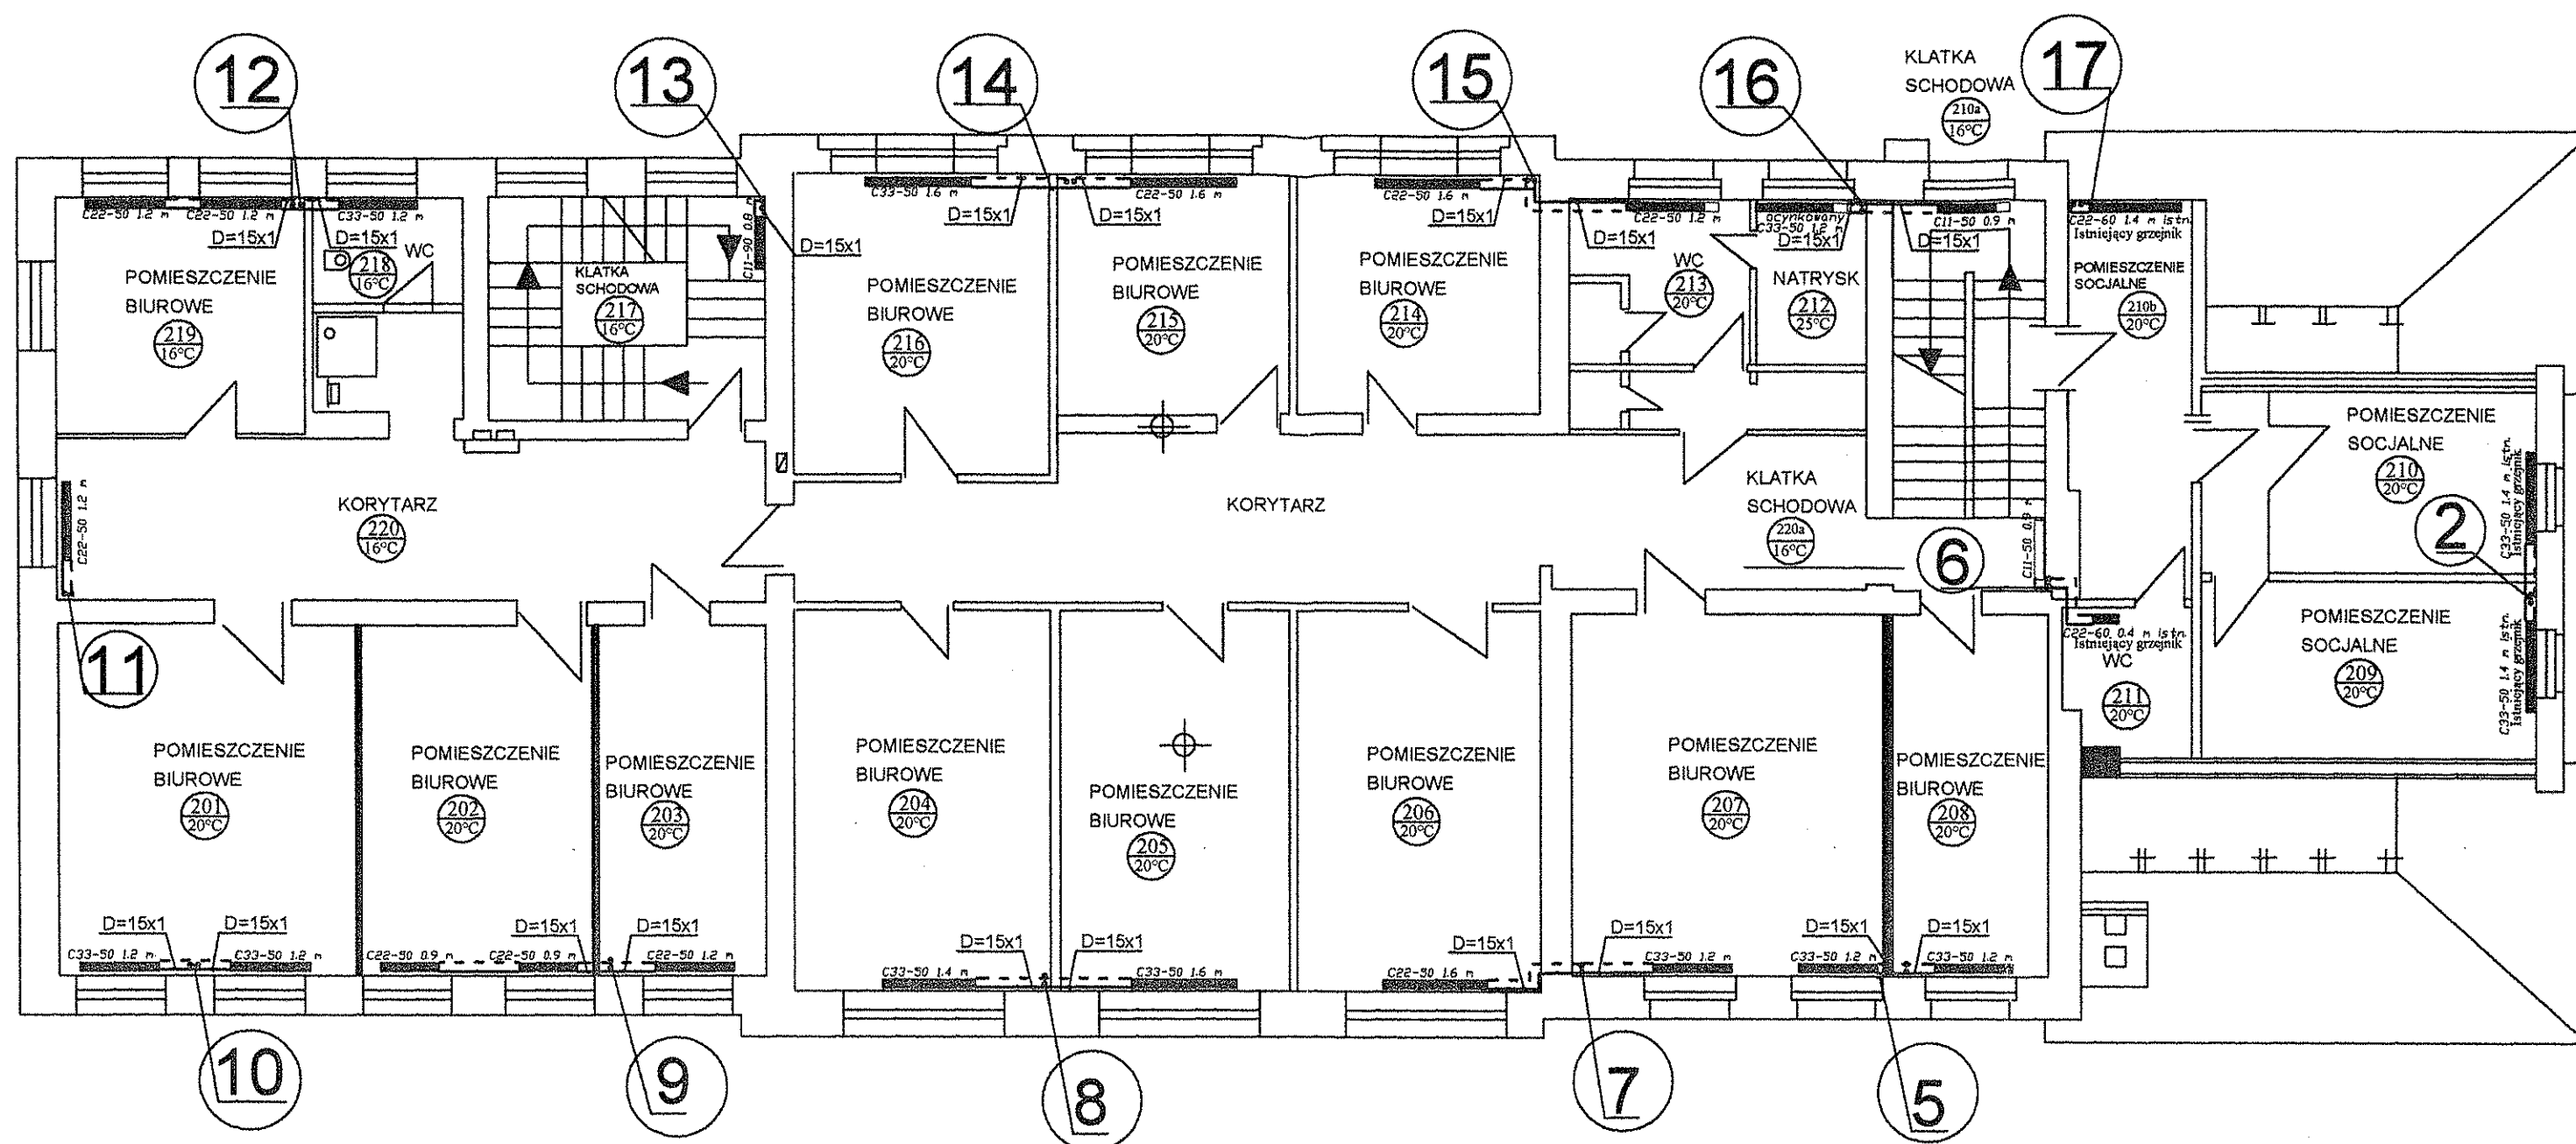 12
13
14
15
16
KLATKA
SCHODOWA
210a
16°C
17
C22-50 1.2 m
C22-50 1.2 m
C33-50 1.2 m
D=15x1
D=15x1
WC
218
16°C
POMIESZCZENIE
BIUROWE
219
16°C
KLATKA
SCHODOWA
217
16°C
C11-90 0.8 m
D=15x1
C33-50 1.6 m
D=15x1
POMIESZCZENIE
BIUROWE
216
20°C
C22-50 1.6 m
D=15x1
POMIESZCZENIE
BIUROWE
215
20°C
C22-50 1.6 m
D=15x1
POMIESZCZENIE
BIUROWE
214
20°C
C22-50 1.2 m
D=15x1
WC
213
20°C
ocynkowany
C33-50 1.2 m
D=15x1
NATRYSK
212
25°C
C11-50 0.9 m
D=15x1
C22-60 1.4 m istn.
Istniejący grzejnik
POMIESZCZENIE
SOCJALNE
210b
20°C
POMIESZCZENIE
SOCJALNE
210
20°C
C33-50 1.4 m istn.
Istniejący grzejnik
2
C22-50 1.2 m
KORYTARZ
220
16°C
KORYTARZ
KLATKA
SCHODOWA
220a
16°C
6
C11-50 0.9 m
C22-60 0.4 m istn.
Istniejący grzejnik
WC
211
20°C
POMIESZCZENIE
SOCJALNE
209
20°C
C33-50 1.4 m istn.
Istniejący grzejnik
11
POMIESZCZENIE
BIUROWE
201
20°C
POMIESZCZENIE
BIUROWE
202
20°C
POMIESZCZENIE
BIUROWE
203
20°C
POMIESZCZENIE
BIUROWE
204
20°C
POMIESZCZENIE
BIUROWE
205
20°C
POMIESZCZENIE
BIUROWE
206
20°C
POMIESZCZENIE
BIUROWE
207
20°C
POMIESZCZENIE
BIUROWE
208
20°C
D=15x1
D=15x1
C33-50 1.2 m
C33-50 1.2 m
D=15x1
D=15x1
C22-50 0.9 m
C22-50 0.9 m
C22-50 1.2 m
D=15x1
D=15x1
C33-50 1.4 m
C33-50 1.6 m
D=15x1
C22-50 1.6 m
D=15x1
C33-50 1.2 m
D=15x1
C33-50 1.2 m
D=15x1
C33-50 1.2 m
10
9
8
7
5